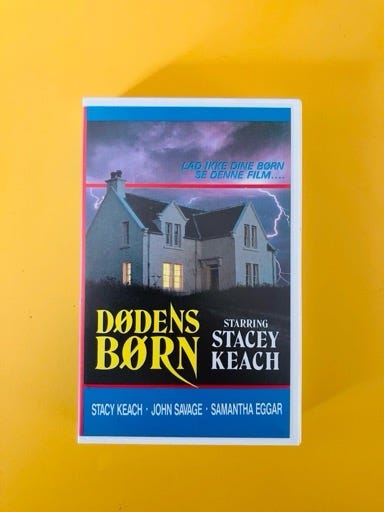 LAD IKKE DINE BØRN
SE DENNE FILM....
DØDENS
BØRN
STARRING
STACEY
KEACH
STACY KEACH · JOHN SAVAGE · SAMANTHA EGGAR